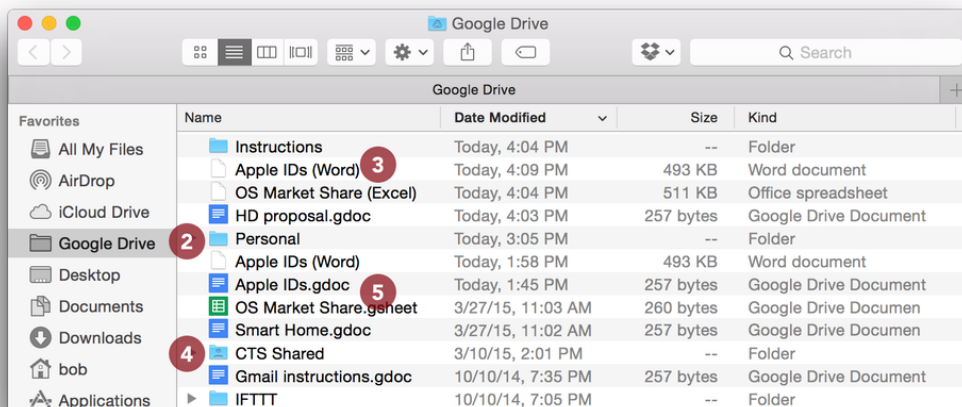 Google Drive
Search
Google Drive
Favorites
All My Files
AirDrop
iCloud Drive
Google Drive
Desktop
Documents
Downloads
bob
Applications
Name Date Modified Size Kind
Instructions Today, 4:04 PM -- Folder
Apple IDs (Word) 3 Today, 4:09 PM 493 KB Word document
OS Market Share (Excel) Today, 4:04 PM 511 KB Office spreadsheet
HD proposal.gdoc Today, 4:03 PM 257 bytes Google Drive Document
2 Personal Today, 3:05 PM -- Folder
Apple IDs (Word) Today, 1:58 PM 493 KB Word document
Apple IDs.gdoc 5 Today, 1:45 PM 257 bytes Google Drive Document
OS Market Share.gsheet 3/27/15, 11:03 AM 260 bytes Google Drive Documen
Smart Home.gdoc 3/27/15, 11:02 AM 257 bytes Google Drive Documen
4 CTS Shared 3/10/15, 2:01 PM -- Folder
Gmail instructions.gdoc 10/10/14, 7:35 PM 257 bytes Google Drive Document
IFTTT 10/10/14, 7:05 PM -- Folder